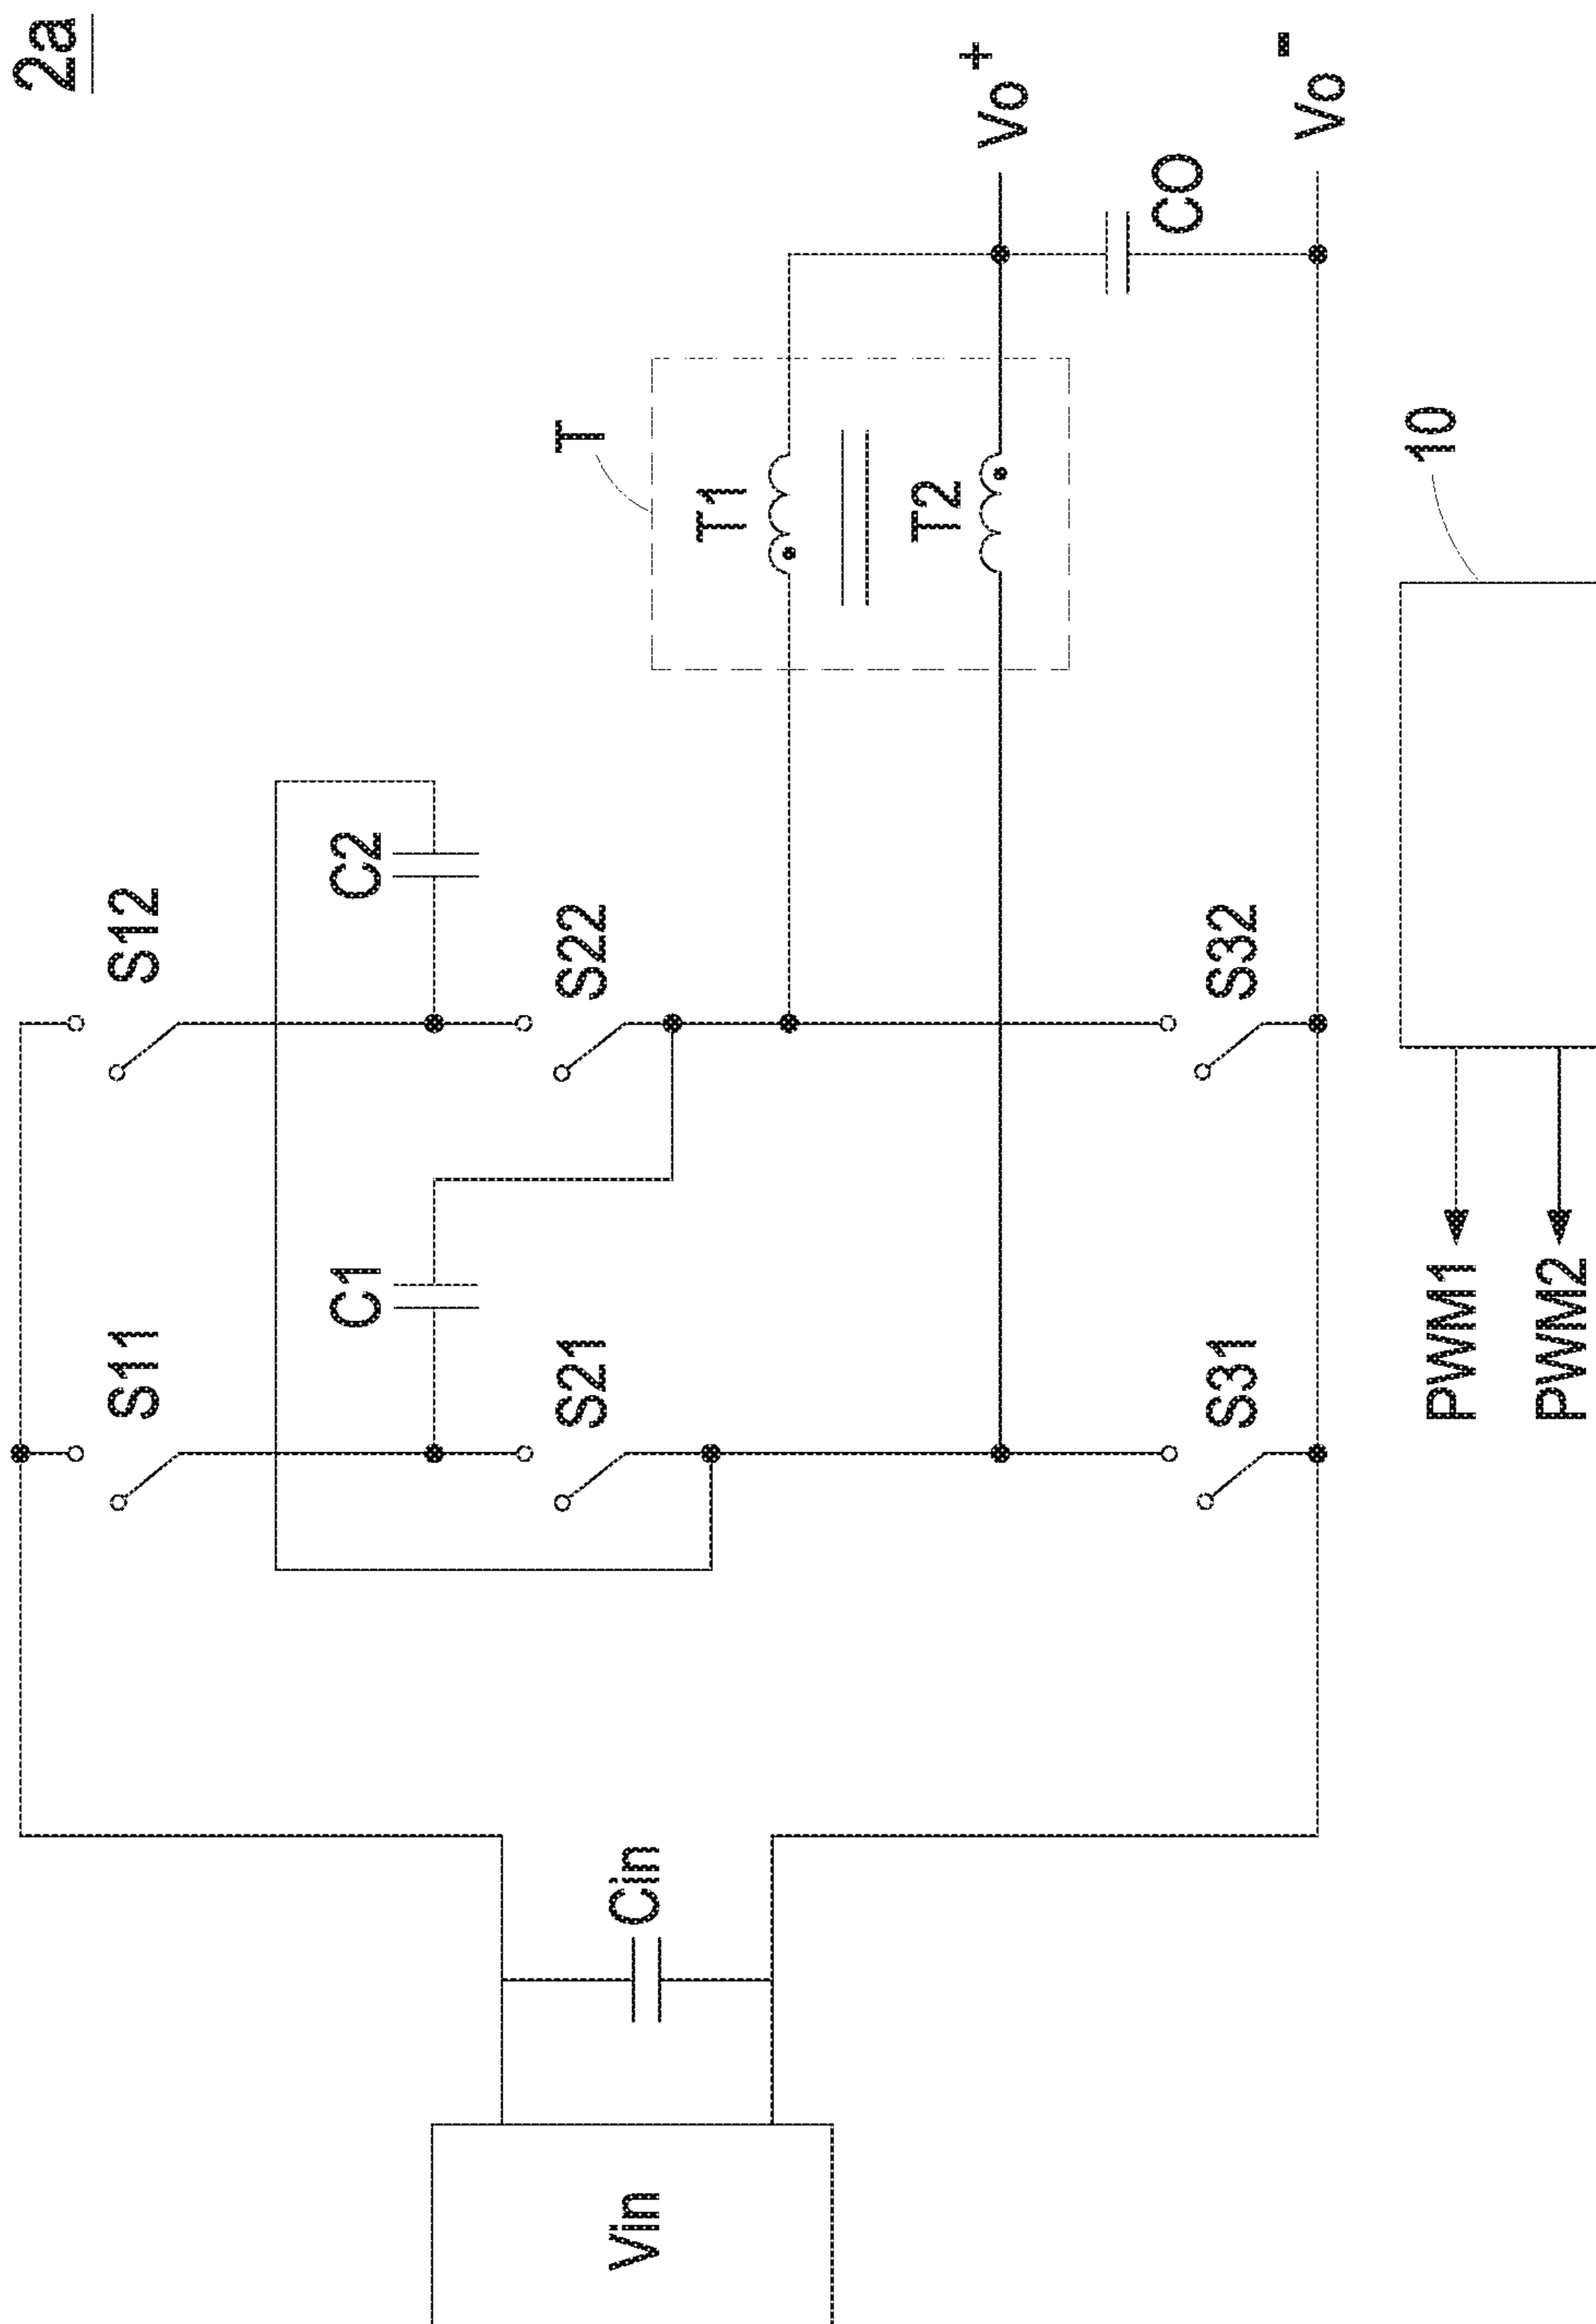 2a
S11
S12
C1
C2
S21
S22
T
T1
T2
Vin
Cin
Vo+
CO
S31
S32
Vo-
10
PWM1
PWM2